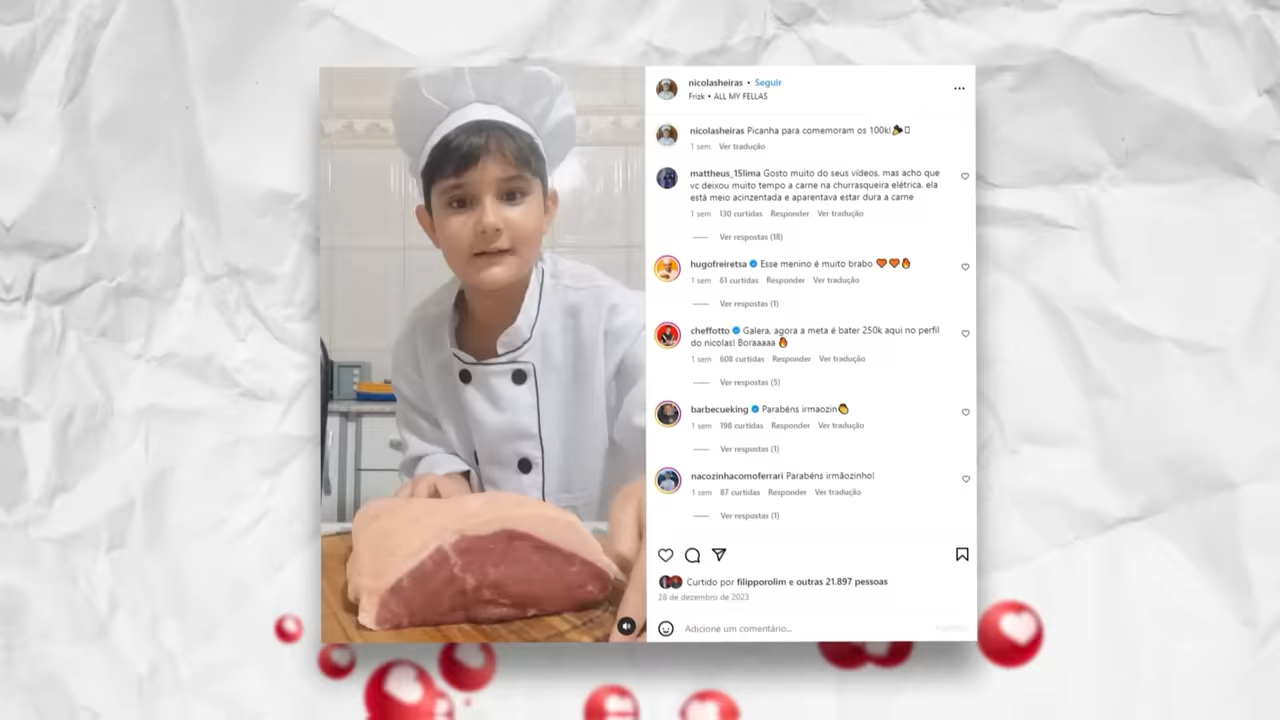 nicolasheiras • Seguir
Frizk • ALL MY FELLAS
nicolasheiras Picanha para comemoram os 100k!
1 sem Ver tradução
mattheus_15lima Gosto muito do seus vídeos, mas acho que
vc deixou muito tempo a carne na churrasqueira elétrica, ela
está meio acinzentada e aparentava estar dura a carne
1 sem 130 curtidas Responder Ver tradução
Ver respostas (18)
hugofreiretsa Esse menino é muito brabo 🧡🧡🔥
1 sem 61 curtidas Responder Ver tradução
Ver respostas (1)
cheffotto Galera, agora a meta é bater 250k aqui no perfil
do nicolas! Boraaaaa 🔥
1 sem 608 curtidas Responder Ver tradução
Ver respostas (5)
barbecueking Parabéns irmaozin👏
1 sem 198 curtidas Responder Ver tradução
Ver respostas (1)
nacozinhacomoferrari Parabéns irmãozinho!
1 sem 87 curtidas Responder Ver tradução
Ver respostas (1)
Curtido por filipporolim e outras 21.897 pessoas
28 de dezembro de 2023
Adicione um comentário...